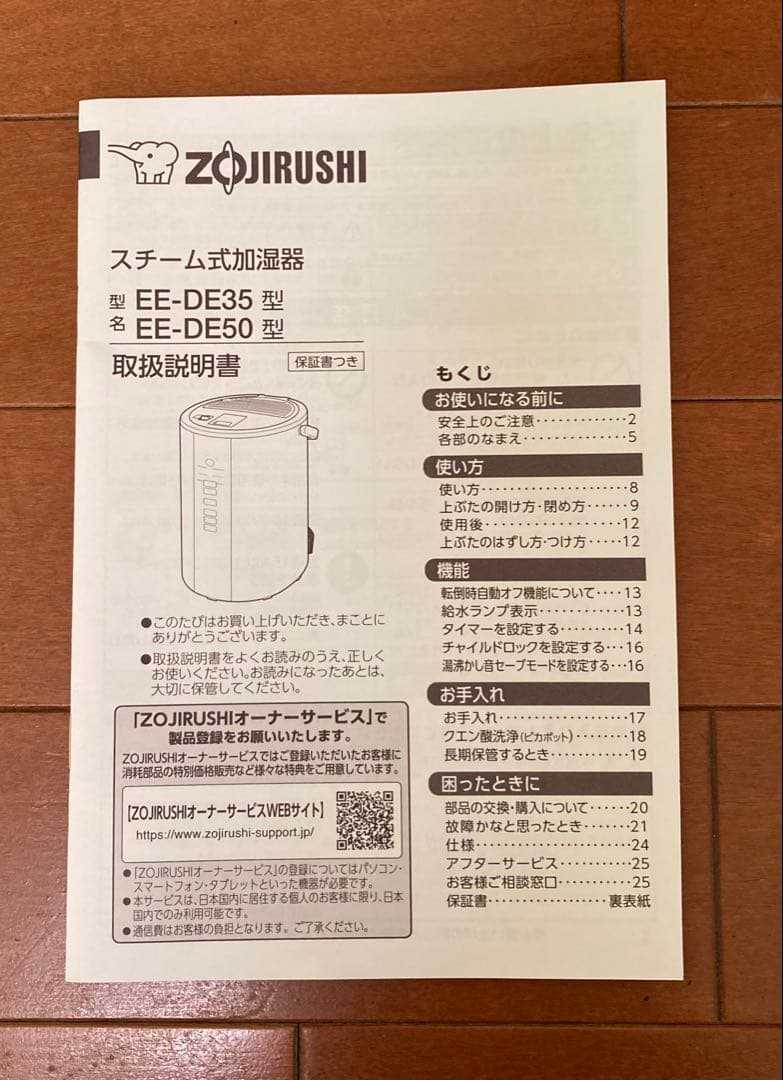 ZOJIRUSHI
スチーム式加湿器
型名 EE-DE35 型
EE-DE50 型
取扱説明書 保証書つき
●このたびはお買い上げいただき、まことに
ありがとうございます。
●取扱説明書をよくお読みのうえ、正しく
お使いください。お読みになったあとは、
大切に保管してください。
「ZOJIRUSHIオーナーサービス」で
製品登録をお願いいたします。
ZOJIRUSHIオーナーサービスではご登録いただいたお客様に
消耗部品の特別価格販売など様々な特典をご用意しています。
【ZOJIRUSHIオーナーサービスWEBサイト】
https://www.zojirushi-support.jp/
●「ZOJIRUSHIオーナーサービス」の登録についてはパソコン・
スマートフォン・タブレットといった機器が必要です。
●本サービスは、日本国内に居住する個人のお客様に限り、日本
国内でのみ利用可能です。
●通信費はお客様の負担となります。ご了承ください。
もくじ
お使いになる前に
安全上のご注意・・・・・・・・・・・・2
各部のなまえ・・・・・・・・・・・・・5
使い方
使い方・・・・・・・・・・・・・・・・・8
上ぶたの開け方・閉め方・・・・・・9
使用後・・・・・・・・・・・・・・・・12
上ぶたのはずし方・つけ方・・・・・12
機能
転倒時自動オフ機能について・・・・13
給水ランプ表示・・・・・・・・・・・13
タイマーを設定する・・・・・・・・・14
チャイルドロックを設定する・・・16
湯沸かし音セーブモードを設定する・・・16
お手入れ
お手入れ・・・・・・・・・・・・・・・17
クエン酸洗浄(ピカポット)・・・・・・18
長期保管するとき・・・・・・・・・・19
困ったときに
部品の交換・購入について・・・・・・20
故障かなと思ったとき・・・・・・・21
仕様・・・・・・・・・・・・・・・・・・24
アフターサービス・・・・・・・・・・25
お客様ご相談窓口・・・・・・・・・・25
保証書・・・・・・・・・・・・・・裏表紙